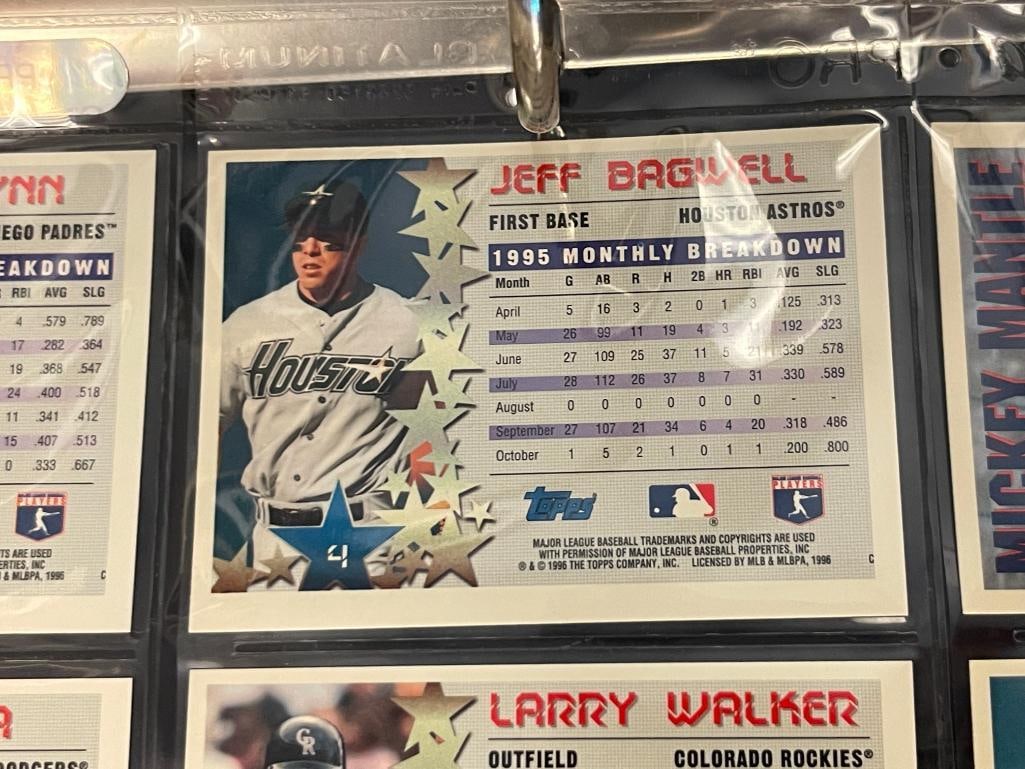 PLATINUM
PRO
YNN
EGO PADRES™
EAKDOWN
RBI AVG SLG
4 .579 .789
17 .282 .364
19 .368 .547
24 .400 .518
11 .341 .412
15 .407 .513
0 .333 .667
PLAYERS
TS ARE USED
ERTIES, INC
& MLBPA, 1996
JEFF BAGWELL
FIRST BASE HOUSTON ASTROS®
1995 MONTHLY BREAKDOWN
Month G AB R H 2B HR RBI AVG SLG
April 5 16 3 2 0 1 3 .125 .313
May 26 99 11 19 4 3 11 .192 .323
June 27 109 25 37 11 5 21 .339 .578
July 28 112 26 37 8 7 31 .330 .589
August 0 0 0 0 0 0 0 - -
September 27 107 21 34 6 4 20 .318 .486
October 1 5 2 1 0 1 1 .200 .800
HOUSTON
4
Topps
PLAYERS
MAJOR LEAGUE BASEBALL TRADEMARKS AND COPYRIGHTS ARE USED
WITH PERMISSION OF MAJOR LEAGUE BASEBALL PROPERTIES, INC
® & © 1996 THE TOPPS COMPANY, INC. LICENSED BY MLB & MLBPA, 1996
MICKEY MANTLE
DODGERS®
CR
LARRY WALKER
OUTFIELD COLORADO ROCKIES®